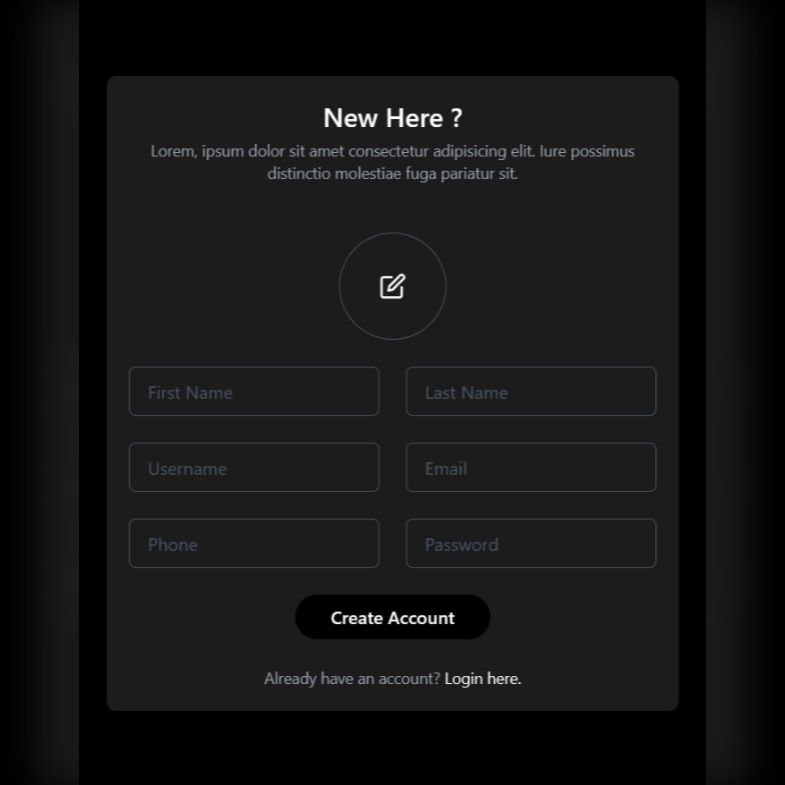 New Here ?
Lorem, ipsum dolor sit amet consectetur adipisicing elit. Iure possimus
distinctio molestiae fuga pariatur sit.
First Name
Last Name
Username
Email
Phone
Password
Create Account
Already have an account? Login here.